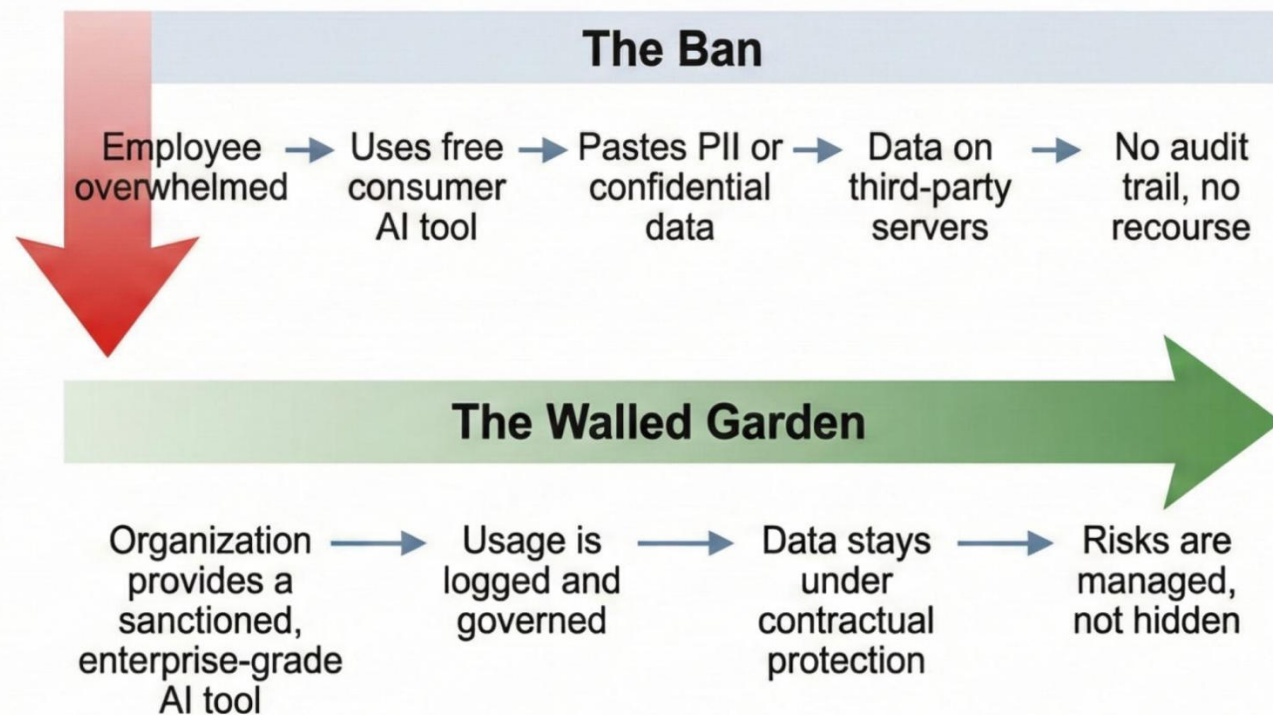 The Ban
Employee
overwhelmed
Uses free
consumer
AI tool
Pastes PII or
confidential
data
Data on
third-party
servers
No audit
trail, no
recourse
The Walled Garden
Organization
provides a
sanctioned,
enterprise-grade
AI tool
Usage is
logged and
governed
Data stays
under
contractual
protection
Risks are
managed,
not hidden